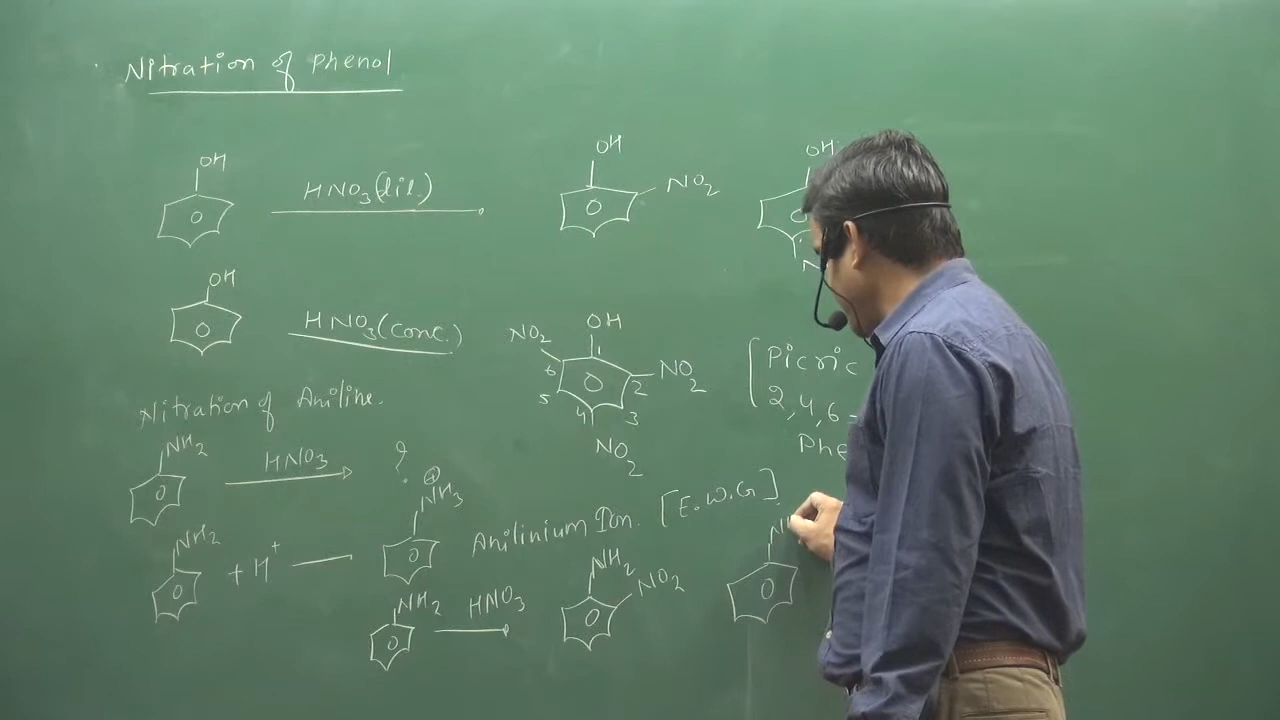 Nitration of Phenol
OH
HNO3(dil.)
OH
NO2
OH
OH
HNO3(conc.)
NO2
OH
1
NO2
2
3
4
5
6
NO2
[Picric
2,4,6-
Nitration of Aniline.
NH2
HNO3
?
NH2
+ H+
⊕
NH3
Anilinium Ion. [E.W.G]
NH2
HNO3
NH2
NO2